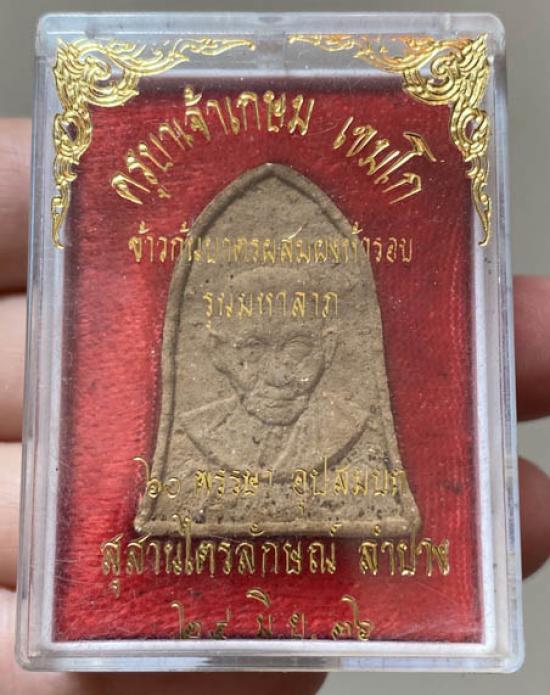 ครูบาเจ้าเกษม เขมโก
ข้าวก้นบาตรผสมผงห้ารอบ
รุ่นมหาลาภ
๖๐ พรรษา อุปสมบท
สุสานไตรลักษณ์ ลำปาง
๒๘ มิ.ย. ๓๖